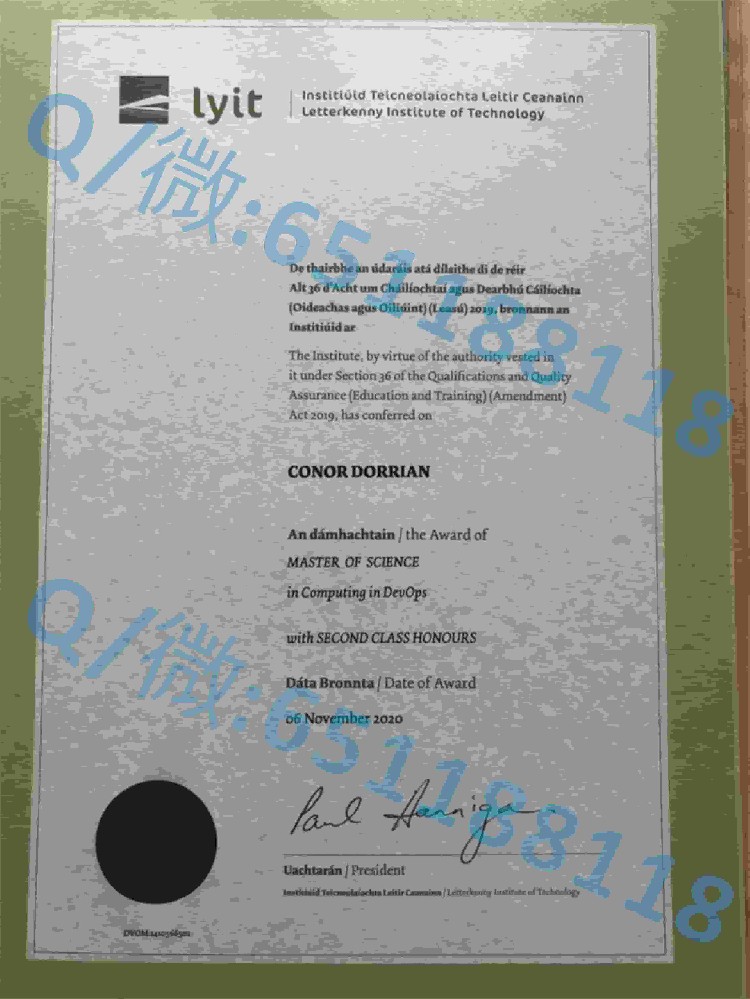 lyit
Institiúid Teicneolaíochta Leitir Ceanainn
Letterkenny Institute of Technology
Q/微:651188118
De thairbhe an údaráis atá dílsithe di de réir
Alt 36 d'Acht um Cháilíochtaí agus Dearbhú Cáilíochta
(Oideachas agus Oiliúint) (Leasú) 2019, bronnann an
Institiúid ar
The Institute, by virtue of the authority vested in
it under Section 36 of the Qualifications and Quality
Assurance (Education and Training) (Amendment)
Act 2019, has conferred on
CONOR DORRIAN
An dámhachtain / the Award of
MASTER OF SCIENCE
in Computing in DevOps
with SECOND CLASS HONOURS
Dáta Bronnta / Date of Award
06 November 2020
Q/微:651188118
Paul Hannigan
Uachtarán / President
Institiúid Teicneolaíochta Leitir Ceanainn / Letterkenny Institute of Technology